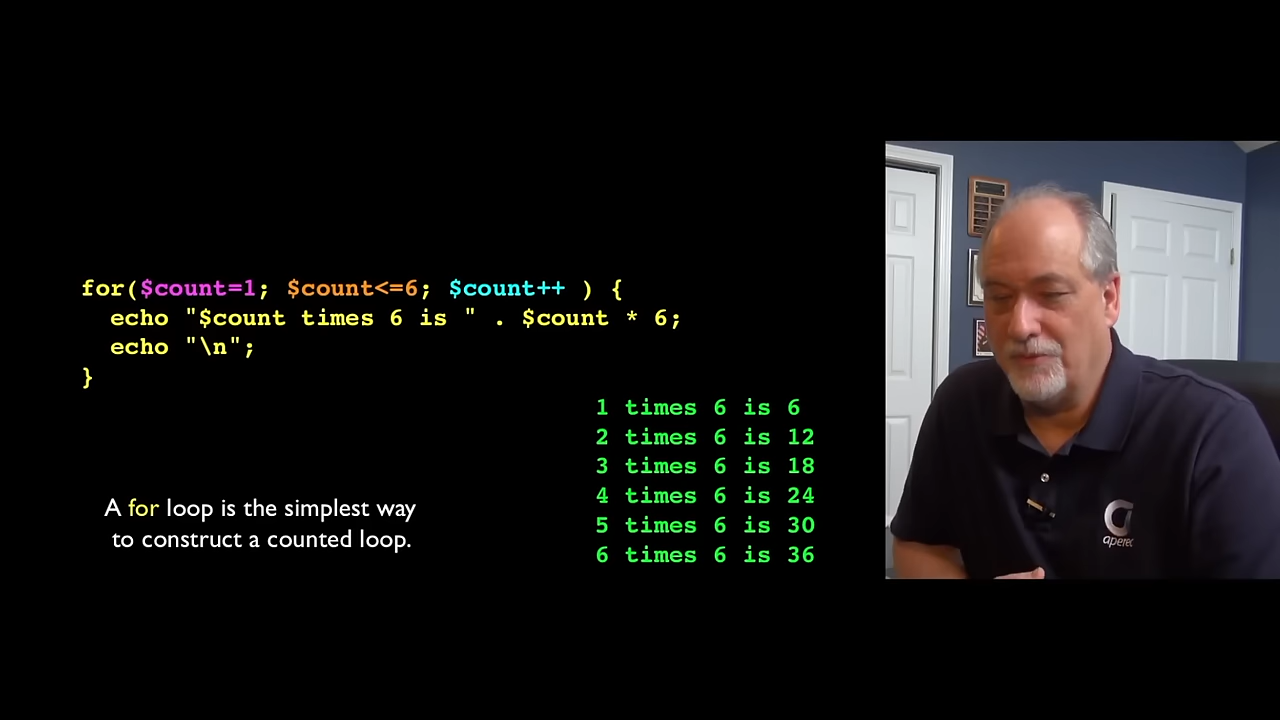 for($count=1; $count<=6; $count++ ) {
  echo "$count times 6 is " . $count * 6;
  echo "\n";
}
1 times 6 is 6
2 times 6 is 12
3 times 6 is 18
4 times 6 is 24
5 times 6 is 30
6 times 6 is 36
A for loop is the simplest way
to construct a counted loop.